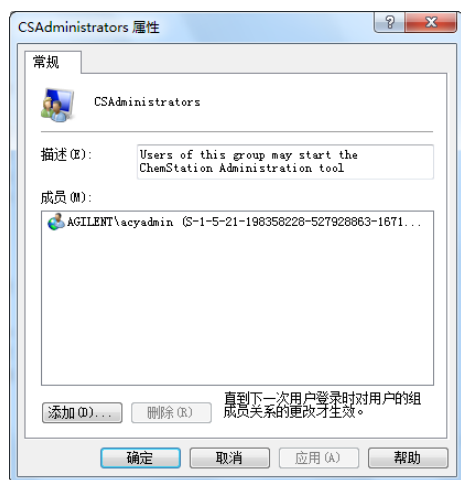 CSAdministrators 属性
常规
CSAdministrators
描述(E):
Users of this group may start the
ChemStation Administration tool
成员(M):
AGILENT\acyadmin (S-1-5-21-198358228-527928863-1671...
添加(D)...
删除(R)
直到下一次用户登录时对用户的组
成员关系的更改才生效。
确定
取消
应用(A)
帮助